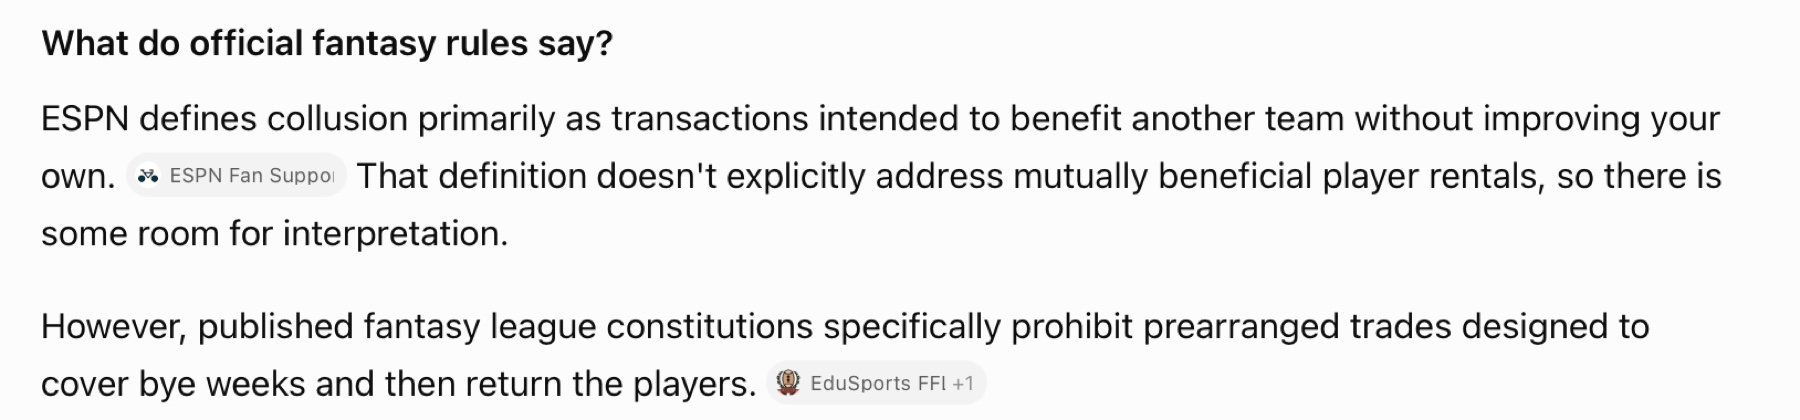 What do official fantasy rules say?
ESPN defines collusion primarily as transactions intended to benefit another team without improving your
own. ESPN Fan Suppo That definition doesn't explicitly address mutually beneficial player rentals, so there is
some room for interpretation.
However, published fantasy league constitutions specifically prohibit prearranged trades designed to
cover bye weeks and then return the players. EduSports FFL +1